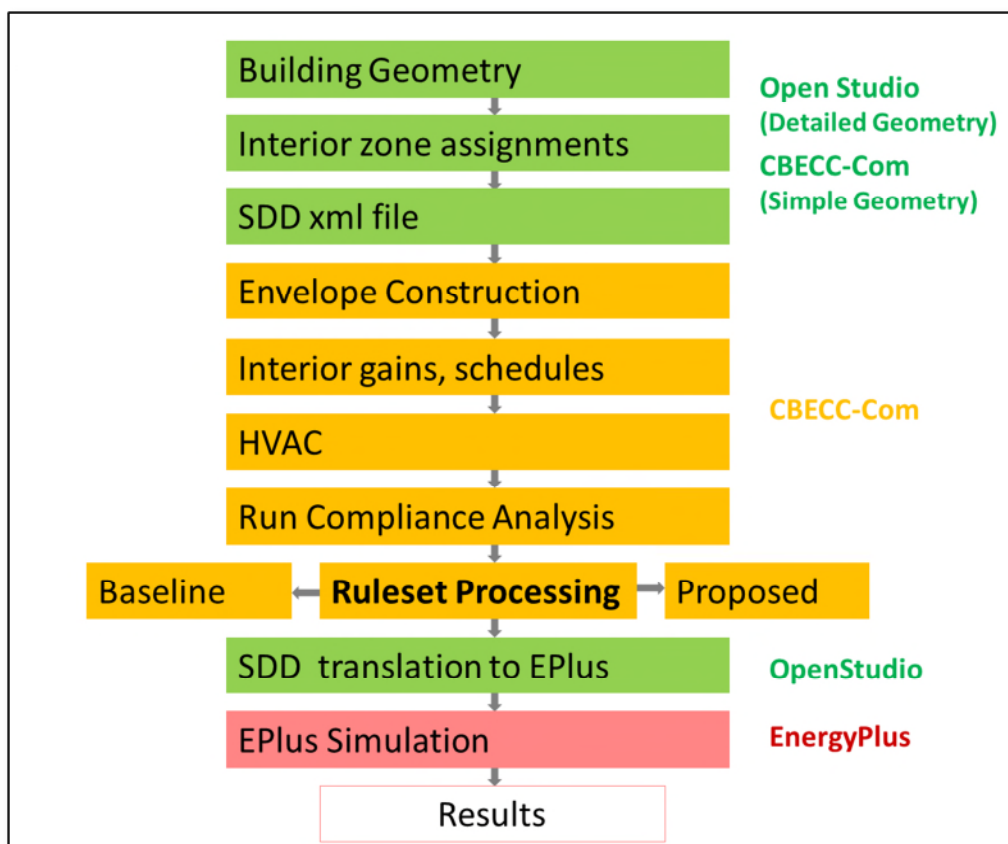 Building Geometry
Open Studio
(Detailed Geometry)
Interior zone assignments
CBECC-Com
(Simple Geometry)
SDD xml file
Envelope Construction
Interior gains, schedules
CBECC-Com
HVAC
Run Compliance Analysis
Baseline
Ruleset Processing
Proposed
SDD translation to EPlus
OpenStudio
EPlus Simulation
EnergyPlus
Results